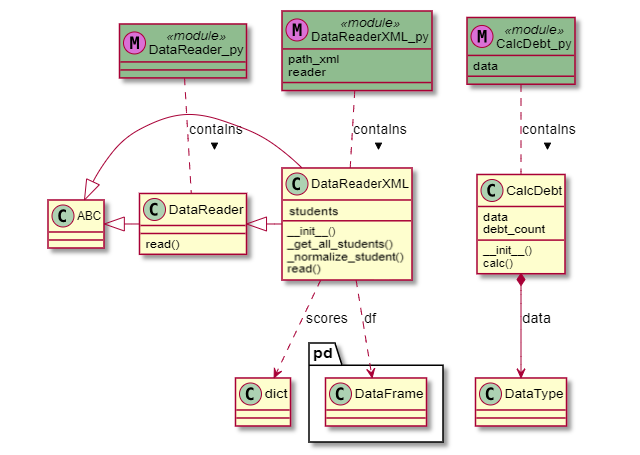 M «module»
DataReader_py
M «module»
DataReaderXML_py
path_xml
reader
M «module»
CalcDebt_py
data
contains
▼
contains
▼
contains
▼
C ABC
C DataReader
read()
C DataReaderXML
students
__init__()
_get_all_students()
_normalize_student()
read()
C CalcDebt
data
debt_count
__init__()
calc()
scores
df
data
pd
C dict
C DataFrame
C DataType